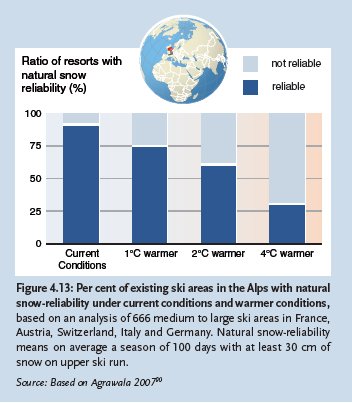 Ratio of resorts with
natural snow
reliability (%)
not reliable
reliable
100
75
50
25
0
Current
Conditions
1°C warmer
2°C warmer
4°C warmer
Figure 4.13: Per cent of existing ski areas in the Alps with natural
snow-reliability under current conditions and warmer conditions,
based on an analysis of 666 medium to large ski areas in France,
Austria, Switzerland, Italy and Germany. Natural snow-reliability
means on average a season of 100 days with at least 30 cm of
snow on upper ski run.
Source: Based on Agrawala 2007⁹⁰